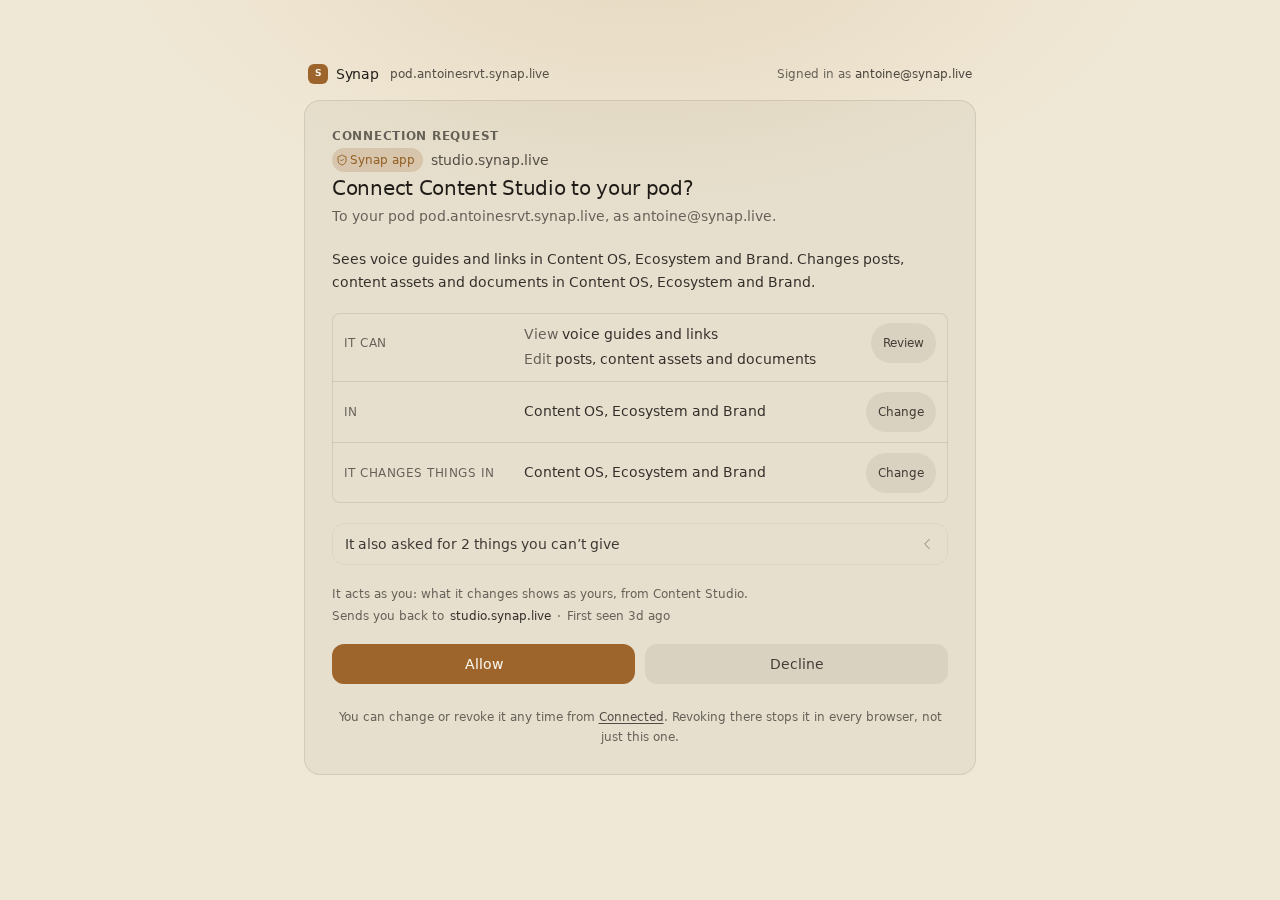 S Synap pod.antoinesrvt.synap.live Signed in as antoine@synap.live
CONNECTION REQUEST
Synap app studio.synap.live
Connect Content Studio to your pod?
To your pod pod.antoinesrvt.synap.live, as antoine@synap.live.
Sees voice guides and links in Content OS, Ecosystem and Brand. Changes posts,
content assets and documents in Content OS, Ecosystem and Brand.
IT CAN
View voice guides and links
Edit posts, content assets and documents
Review
IN Content OS, Ecosystem and Brand Change
IT CHANGES THINGS IN Content OS, Ecosystem and Brand Change
It also asked for 2 things you can’t give
It acts as you: what it changes shows as yours, from Content Studio.
Sends you back to studio.synap.live · First seen 3d ago
Allow Decline
You can change or revoke it any time from Connected. Revoking there stops it in every browser, not
just this one.